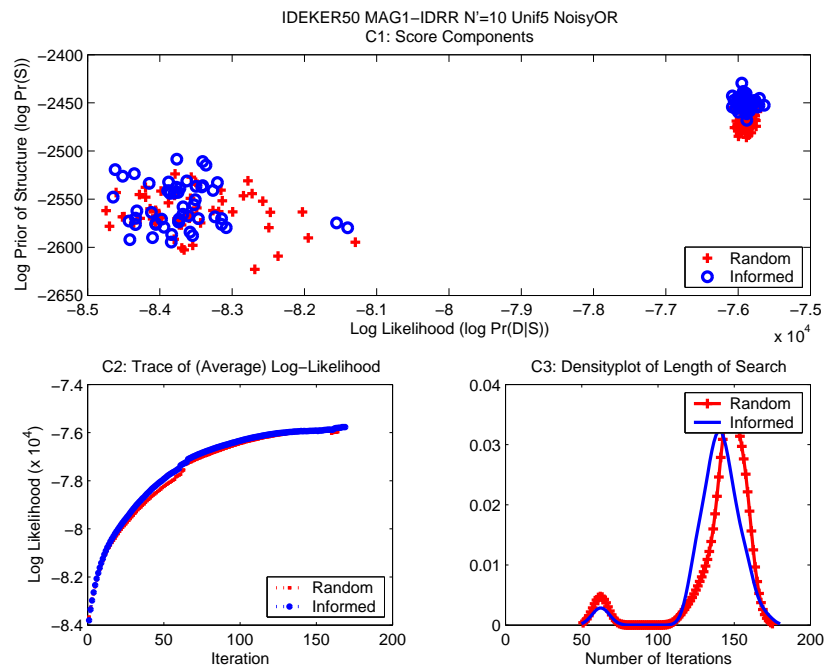 IDEKER50 MAG1−IDRR N'=10 Unif5 NoisyOR
C1: Score Components
Log Prior of Structure (log Pr(S))
−2400
−2450
−2500
−2550
−2600
−2650
−8.5
−8.4
−8.3
−8.2
−8.1
−8
−7.9
−7.8
−7.7
−7.6
−7.5
x 10⁴
Log Likelihood (log Pr(D|S))
Random
Informed
C2: Trace of (Average) Log−Likelihood
Log Likelihood (x 10⁴)
−7.4
−7.6
−7.8
−8
−8.2
−8.4
0
50
100
150
200
Iteration
Random
Informed
C3: Densityplot of Length of Search
0.04
0.03
0.02
0.01
0
0
50
100
150
200
Number of Iterations
Random
Informed